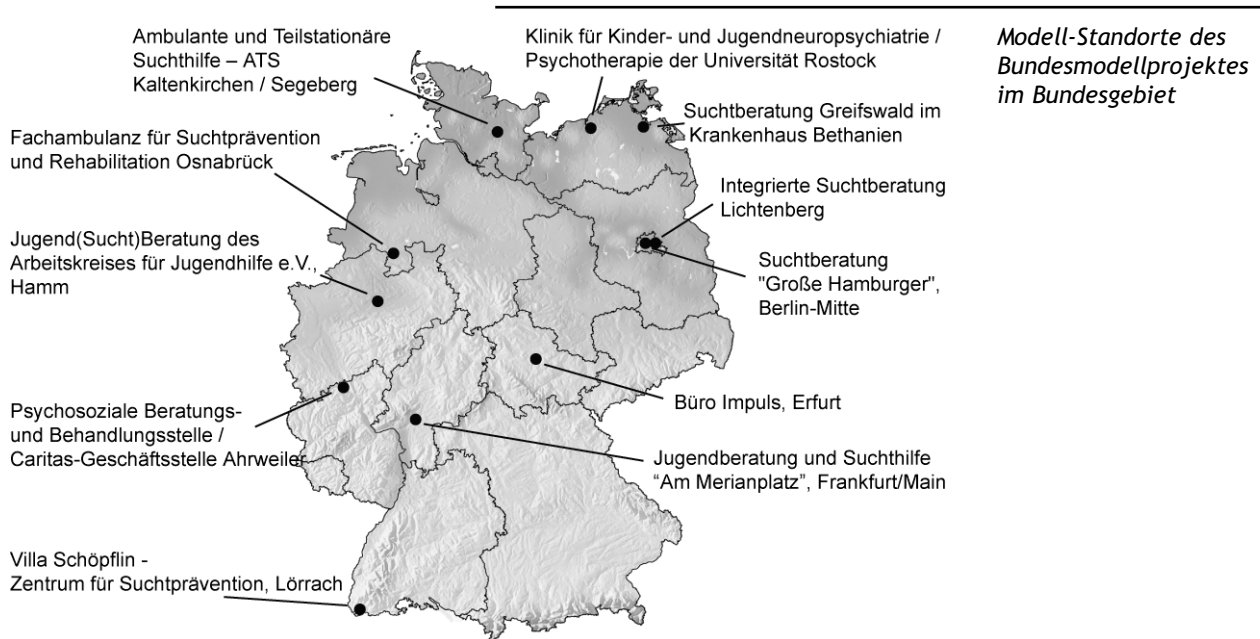 Ambulante und Teilstationäre
Suchthilfe – ATS
Kaltenkirchen / Segeberg
Klinik für Kinder- und Jugendneuropsychiatrie /
Psychotherapie der Universität Rostock
Modell-Standorte des
Bundesmodellprojektes
im Bundesgebiet
Suchtberatung Greifswald im
Krankenhaus Bethanien
Fachambulanz für Suchtprävention
und Rehabilitation Osnabrück
Integrierte Suchtberatung
Lichtenberg
Jugend(Sucht)Beratung des
Arbeitskreises für Jugendhilfe e.V.,
Hamm
Suchtberatung
"Große Hamburger",
Berlin-Mitte
Büro Impuls, Erfurt
Psychosoziale Beratungs-
und Behandlungsstelle /
Caritas-Geschäftsstelle Ahrweiler
Jugendberatung und Suchthilfe
“Am Merianplatz”, Frankfurt/Main
Villa Schöpflin -
Zentrum für Suchtprävention, Lörrach